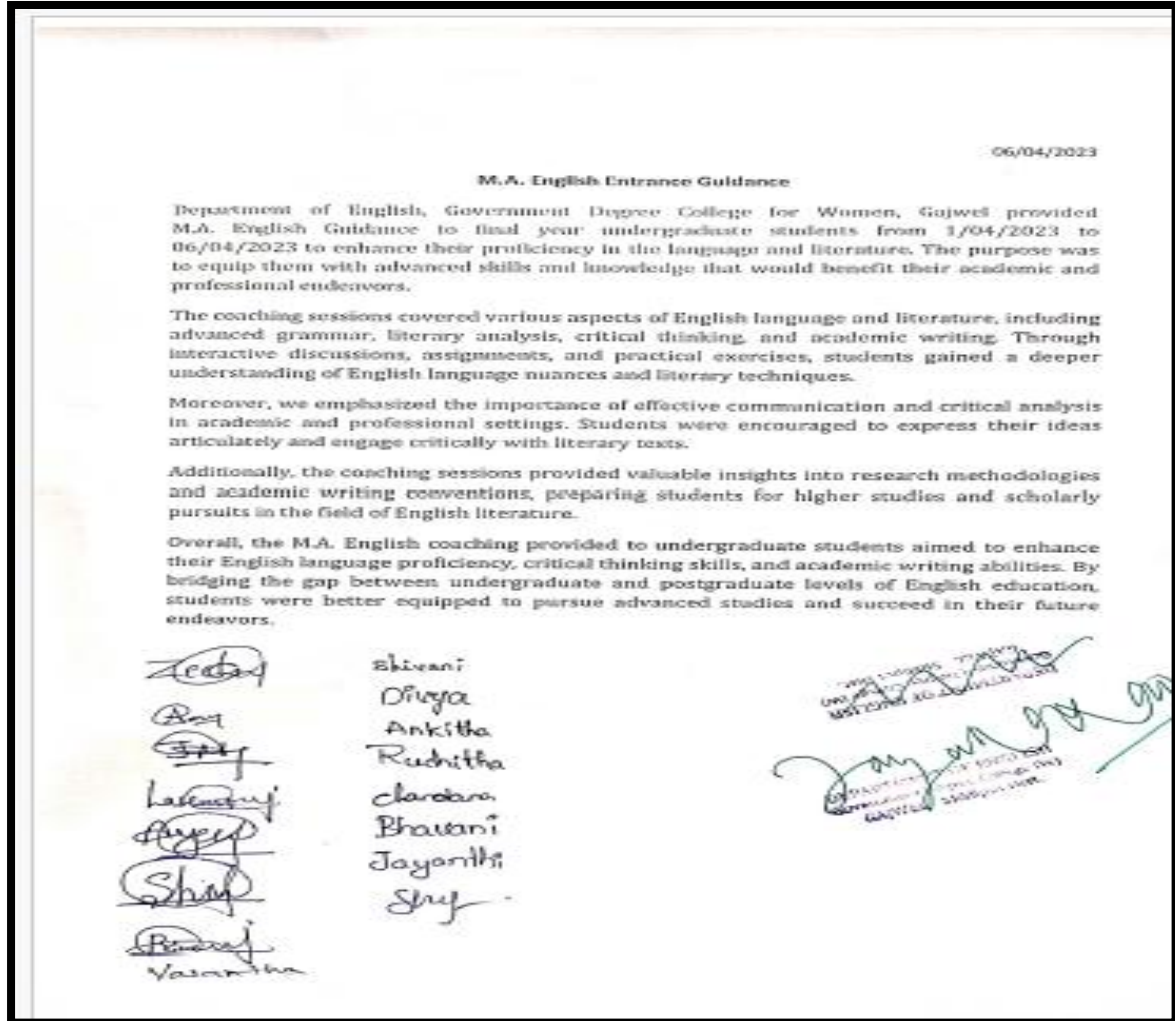 06/04/2023
M.A. English Entrance Guidance
Department of English, Government Degree College for Women, Gajwel provided
M.A. English Guidance to final year undergraduate students from 1/04/2023 to
06/04/2023 to enhance their proficiency in the language and literature. The purpose was
to equip them with advanced skills and knowledge that would benefit their academic and
professional endeavors.
The coaching sessions covered various aspects of English language and literature, including
advanced grammar, literary analysis, critical thinking, and academic writing. Through
interactive discussions, assignments, and practical exercises, students gained a deeper
understanding of English language nuances and literary techniques.
Moreover, we emphasized the importance of effective communication and critical analysis
in academic and professional settings. Students were encouraged to express their ideas
articulately and engage critically with literary texts.
Additionally, the coaching sessions provided valuable insights into research methodologies
and academic writing conventions, preparing students for higher studies and scholarly
pursuits in the field of English literature.
Overall, the M.A. English coaching provided to undergraduate students aimed to enhance
their English language proficiency, critical thinking skills, and academic writing abilities. By
bridging the gap between undergraduate and postgraduate levels of English education,
students were better equipped to pursue advanced studies and succeed in their future
endeavors.
Shivani
Divya
Ankitha
Ruchitha
Chandana
Bhavani
Jayanthi
Vasantha